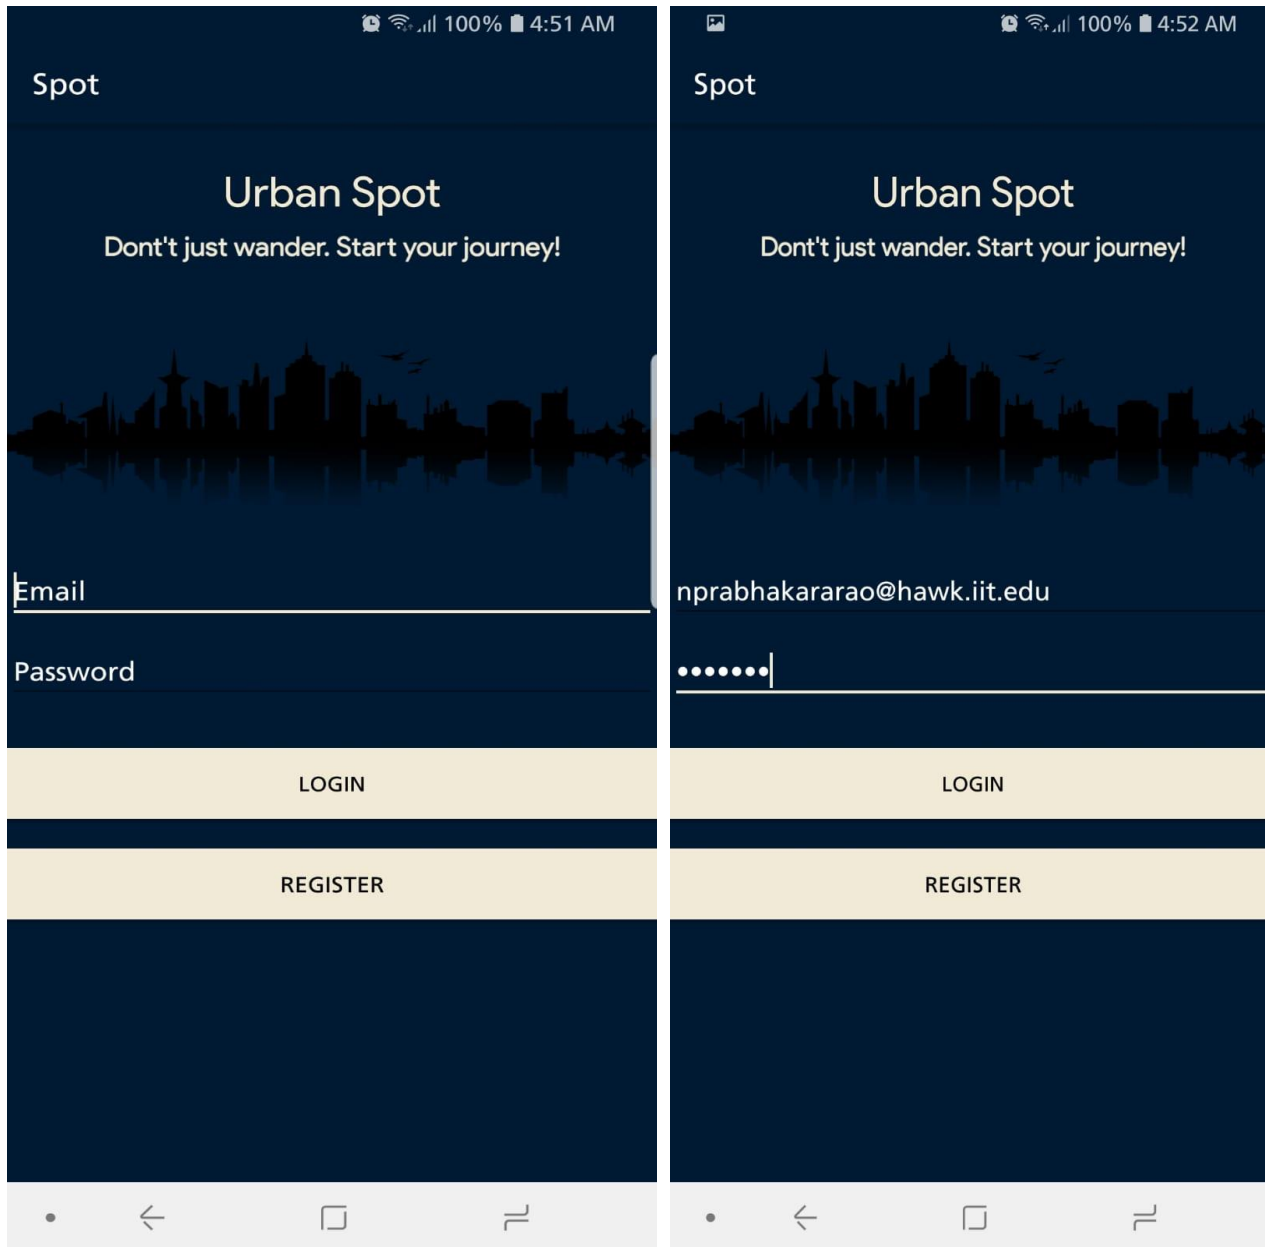 100% 4:51 AM
Spot
Urban Spot
Dont't just wander. Start your journey!
Email
Password
LOGIN
REGISTER
100% 4:52 AM
Spot
Urban Spot
Dont't just wander. Start your journey!
nprabhakararao@hawk.iit.edu
•••••••
LOGIN
REGISTER